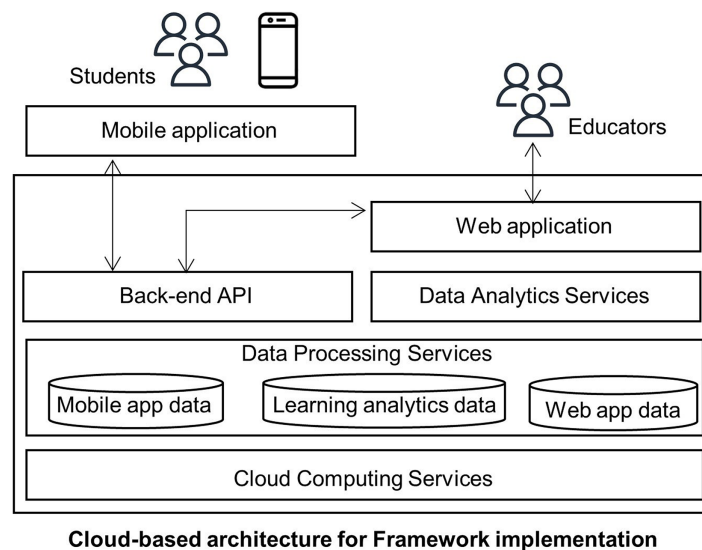 Students
Educators
Mobile application
Web application
Back-end API
Data Analytics Services
Data Processing Services
Mobile app data
Learning analytics data
Web app data
Cloud Computing Services
Cloud-based architecture for Framework implementation